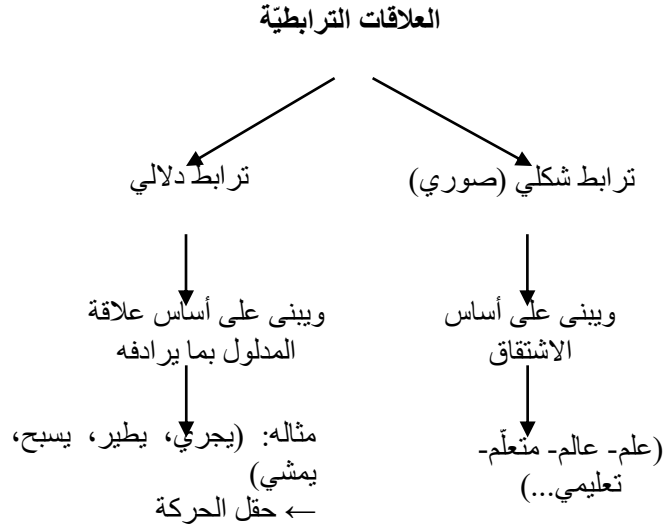 العلاقات الترابطيّة
ترابط شكلي (صوري)
ترابط دلالي
ويبنى على أساس
الاشتقاق
ويبنى على أساس علاقة
المدلول بما يرادفه
(علم- عالم- متعلّم-
تعليمي...)
مثاله: (يجري، يطير، يسبح،
يمشي)
← حقل الحركة